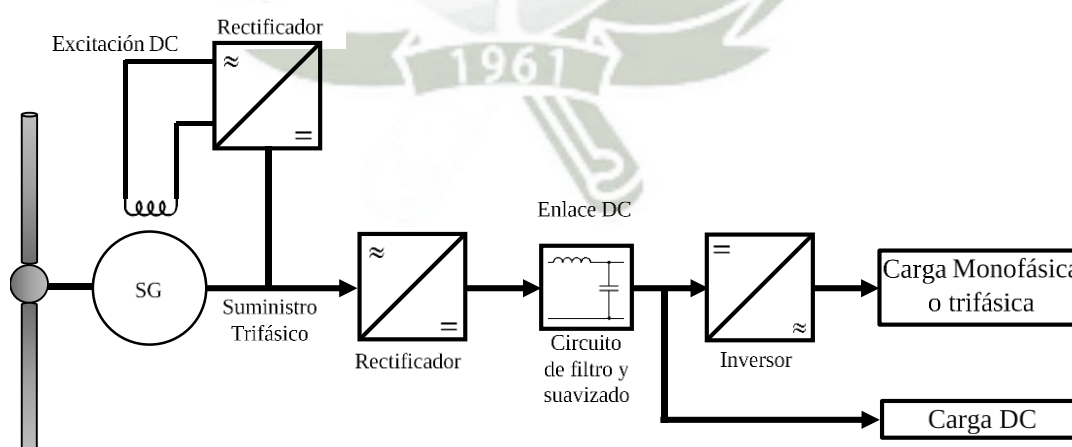 Rectificador
Excitación DC
≈
=
1961
SG
Suministro
Trifásico
≈
=
Rectificador
Enlace DC
Circuito
de filtro y
suavizado
=
≈
Inversor
Carga Monofásica
o trifásica
Carga DC